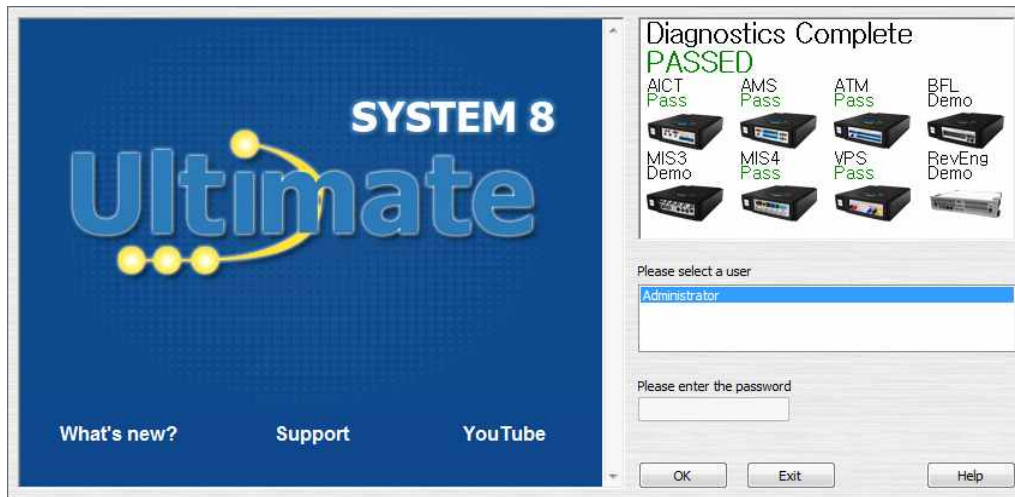 SYSTEM 8
Ultimate
What's new? Support YouTube
Diagnostics Complete
PASSED
AICT AMS ATM BFL
Pass Pass Pass Demo
MIS3 MIS4 VPS RevEng
Demo Pass Pass Demo
Please select a user
Administrator
Please enter the password
OK Exit Help